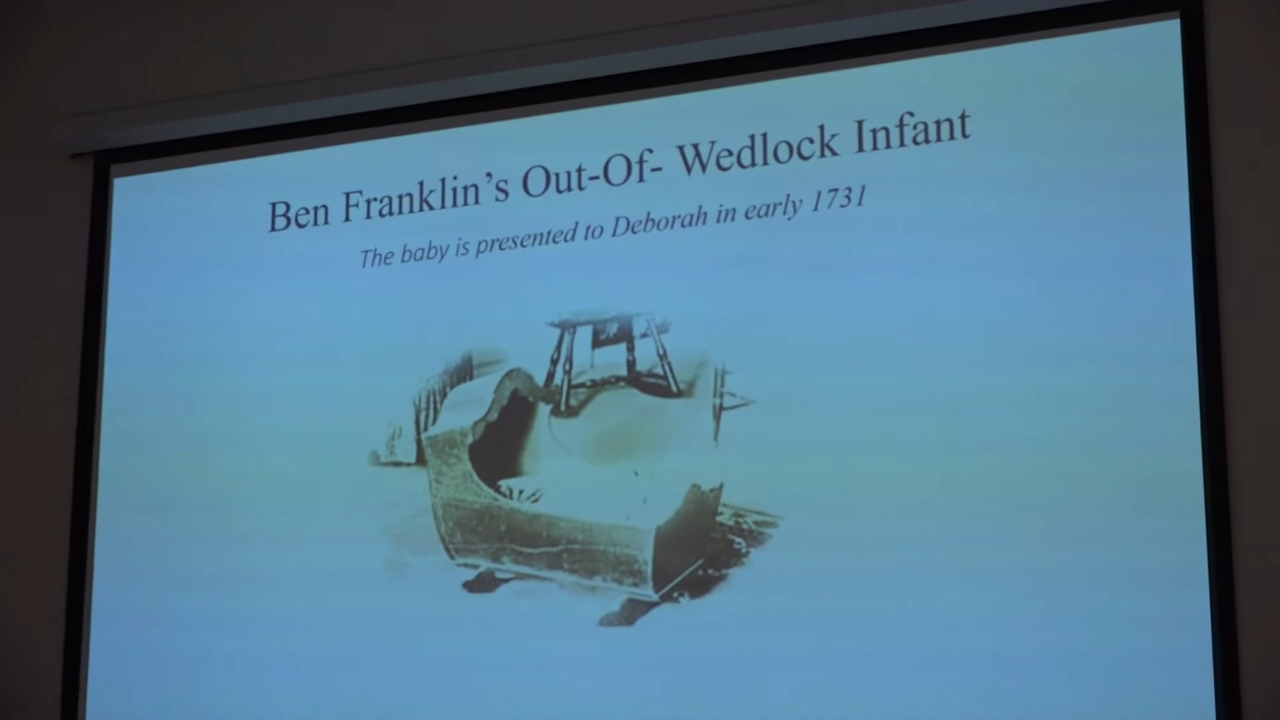 Ben Franklin’s Out-Of- Wedlock Infant
The baby is presented to Deborah in early 1731